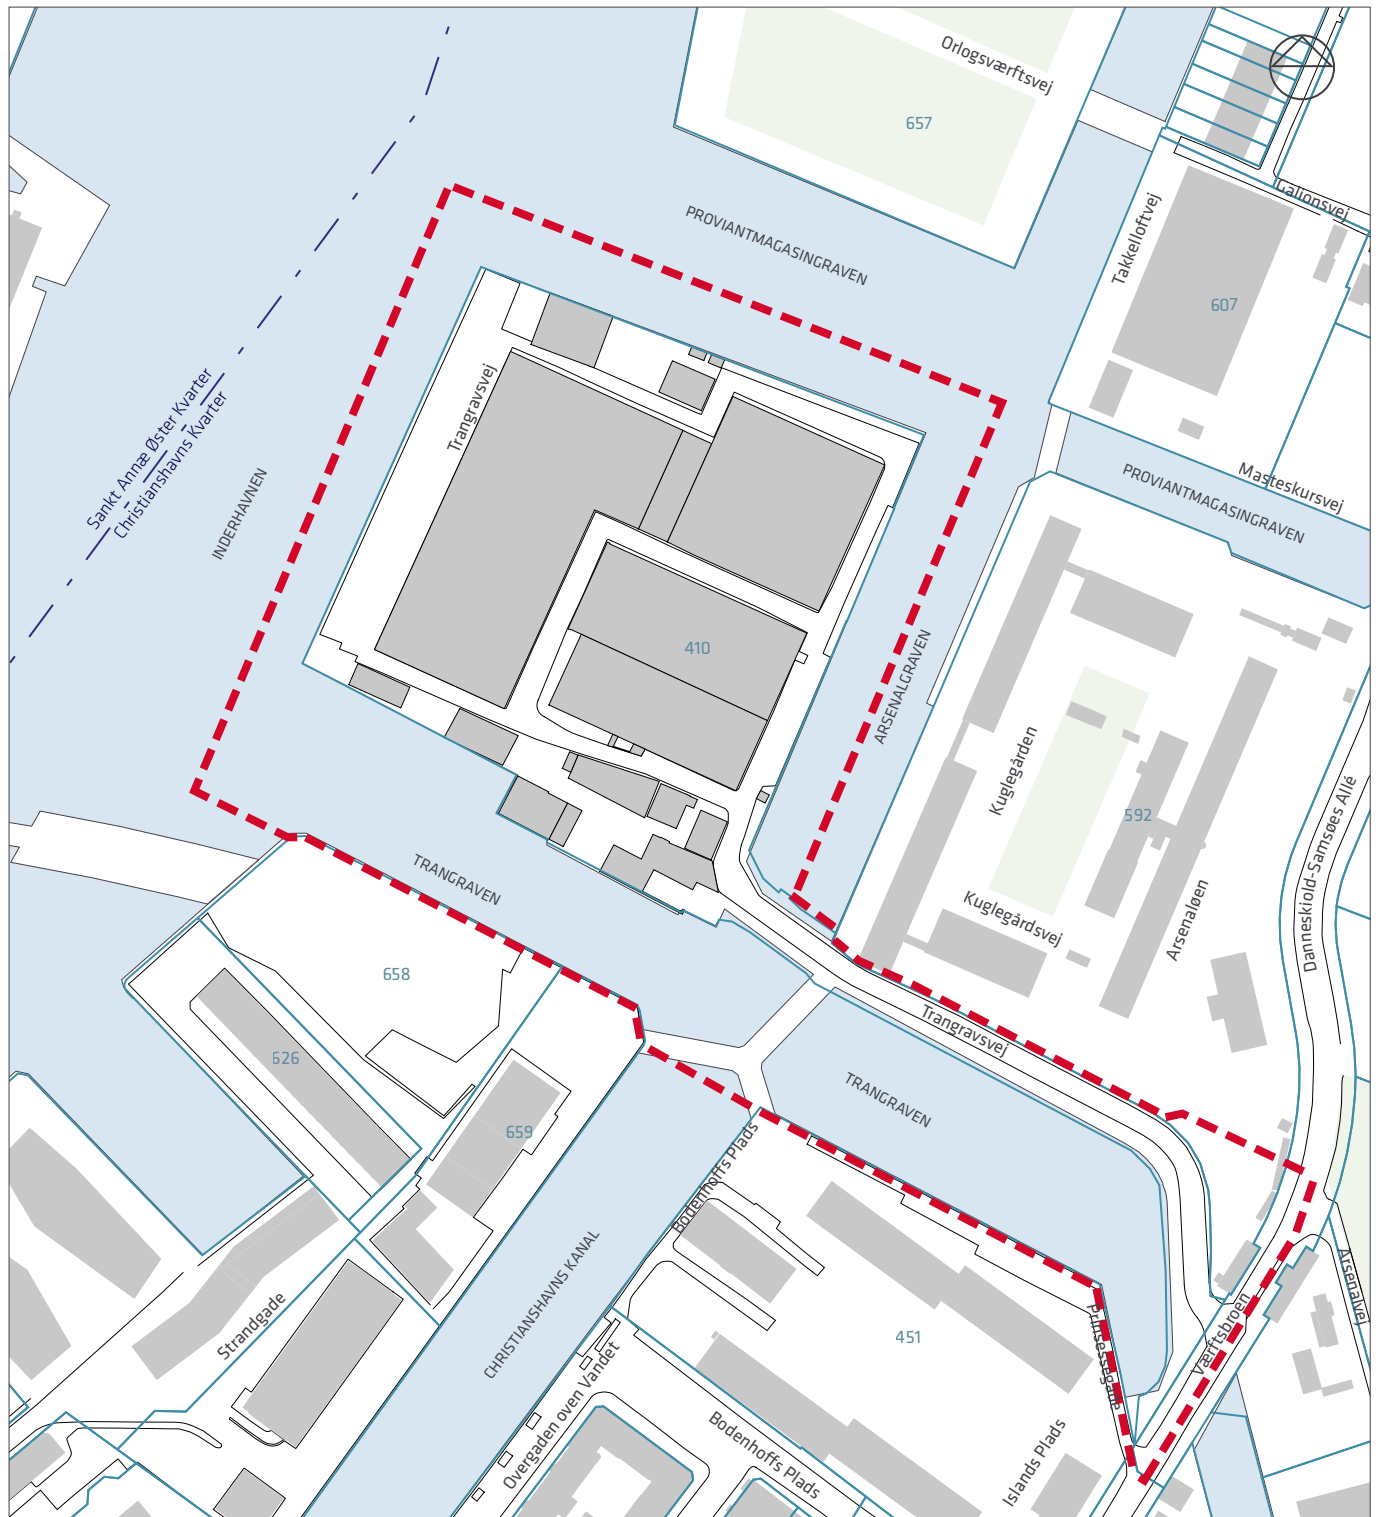 Orlogsværftsvej
657
PROVIANTMAGASINGRAVEN
Galionsvej
Takkelloftvej
607
Trangravsvej
Sankt Annæ Øster Kvarter
Christianshavns Kvarter
INDERHAVNEN
Masteskursvej
PROVIANTMAGASINGRAVEN
410
ARSENALGRAVEN
Kuglegården
592
Danneskiold-Samsøes Allé
TRANGRAVEN
Kuglegårdsvej
Arsenaløen
658
Trangravsvej
626
TRANGRAVEN
659
Bodenhoffs Plads
CHRISTIANSHAVNS KANAL
Arsenalvej
Strandgade
451
Prinsessegade
Værftsbroen
Overgaden oven Vandet
Bodenhoffs Plads
Islands Plads